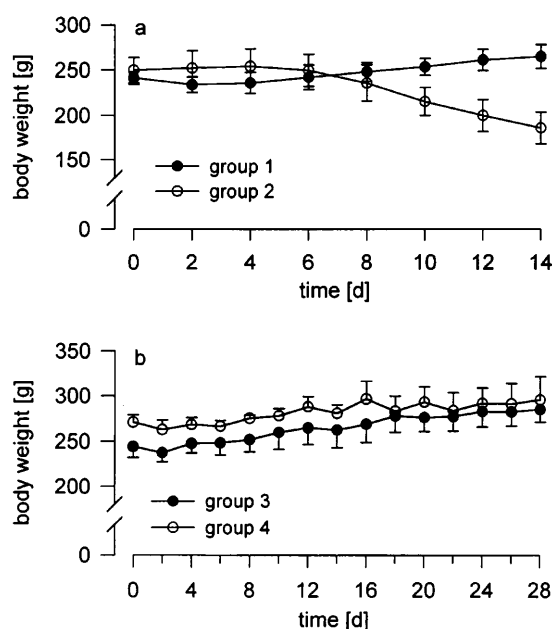 a
body weight [g]
300
250
200
150
0
group 1
group 2
0 2 4 6 8 10 12 14
time [d]
b
body weight [g]
350
300
250
200
0
group 3
group 4
0 4 8 12 16 20 24 28
time [d]